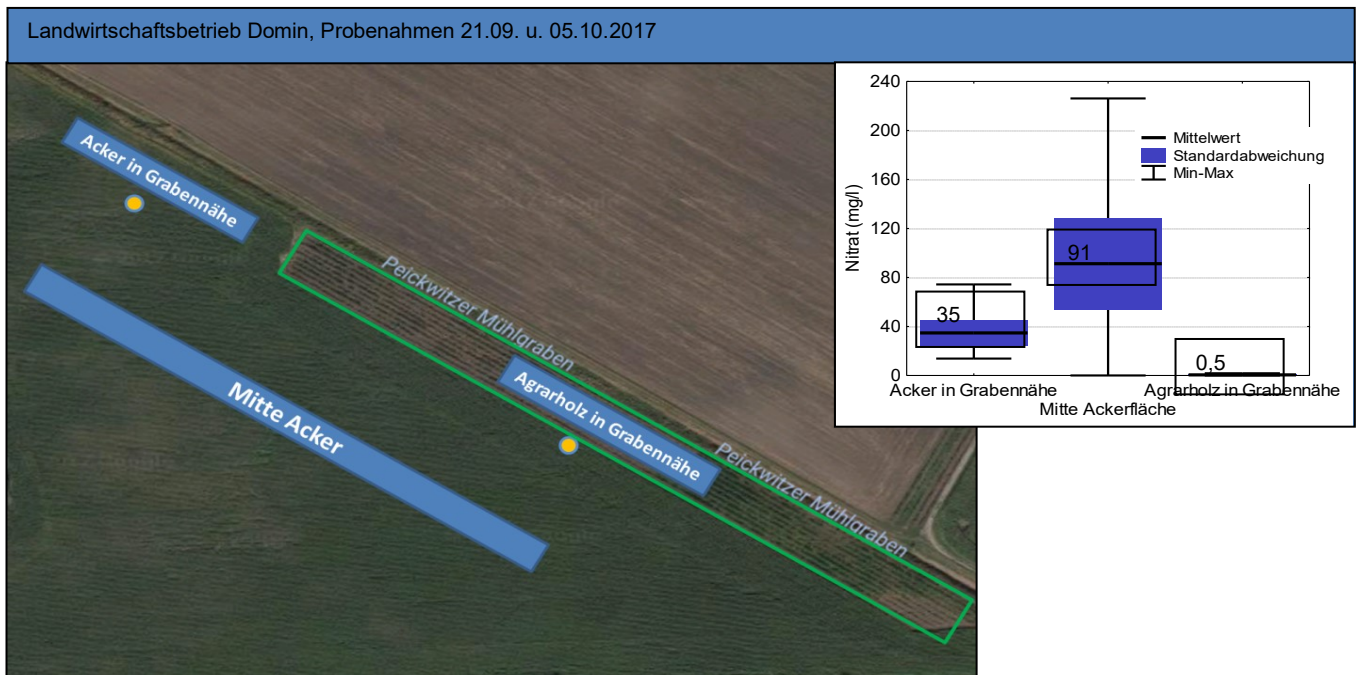 Landwirtschaftsbetrieb Domin, Probenahmen 21.09. u. 05.10.2017
Acker in Grabennähe
Mitte Acker
Peickwitzer Mühlgraben
Agrarholz in Grabennähe
Peickwitzer Mühlgraben
Nitrat (mg/l)
240
200
160
120
80
40
0
Mittelwert
Standardabweichung
Min-Max
35
91
0,5
Acker in Grabennähe
Mitte Ackerfläche
Agrarholz in Grabennähe